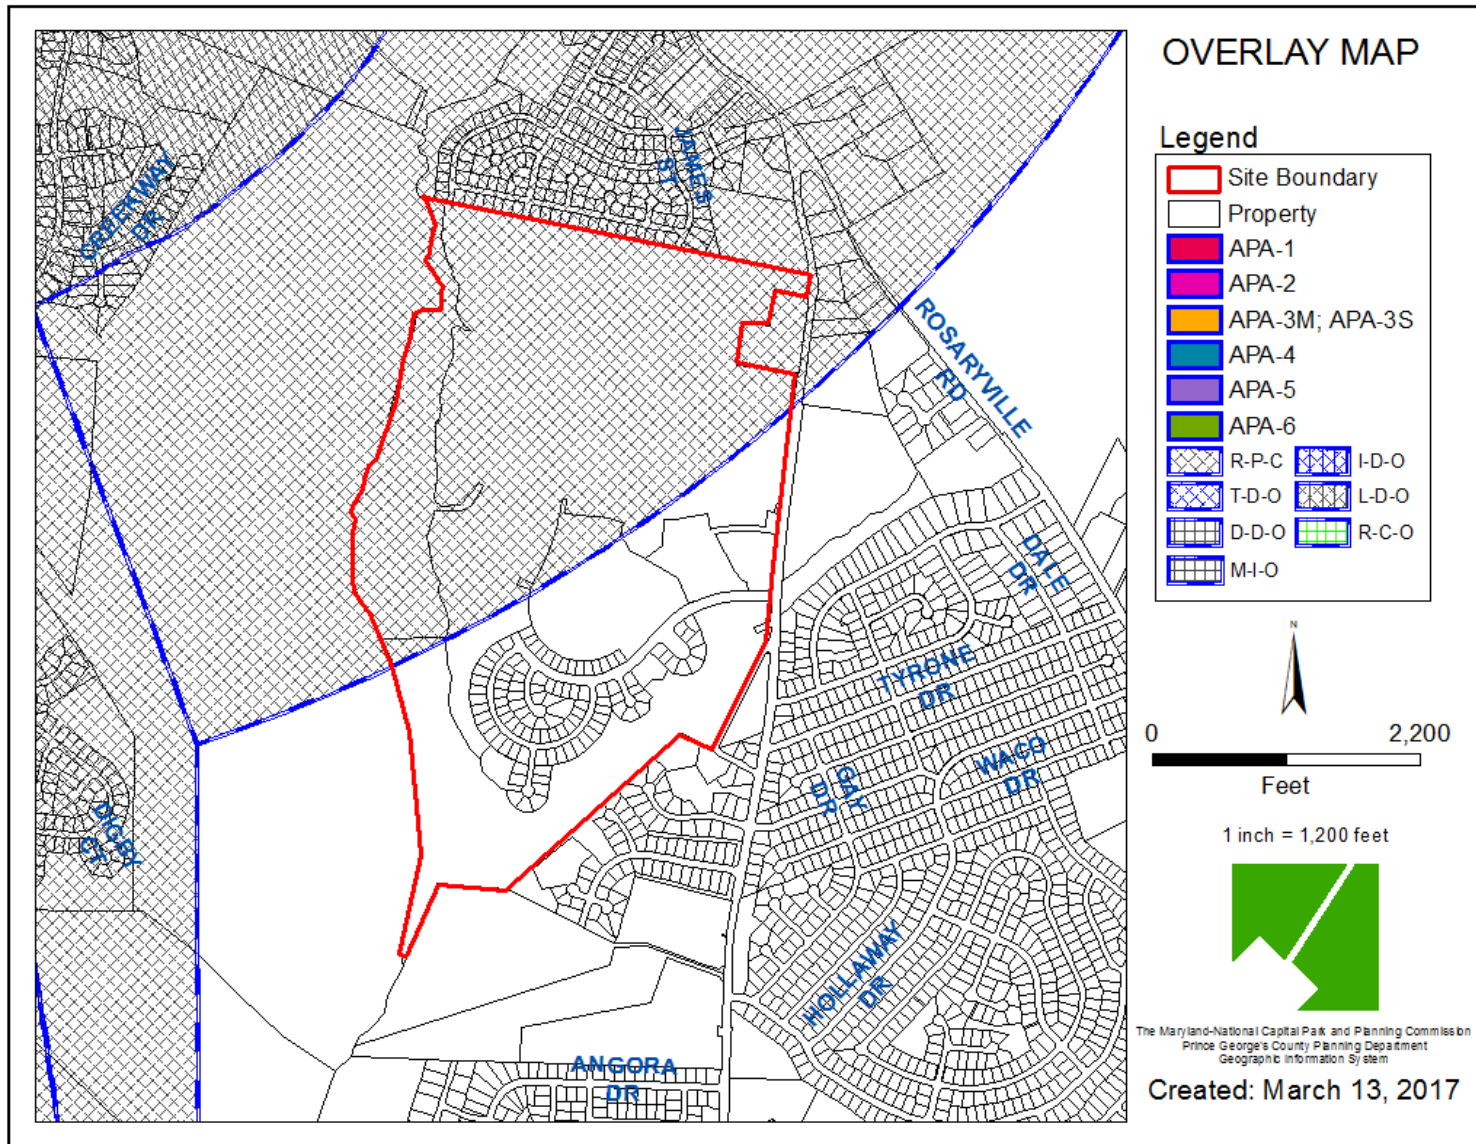 OVERLAY MAP
Legend
Site Boundary
Property
APA-1
APA-2
APA-3M; APA-3S
APA-4
APA-5
APA-6
R-P-C
I-D-O
T-D-O
L-D-O
D-D-O
R-C-O
M-I-O
N
0 2,200
Feet
1 inch = 1,200 feet
The Maryland-National Capital Park and Planning Commission
Prince George's County Planning Department
Geographic Information System
Created: March 13, 2017
JAMES
ST
CREEKWAY
DR
ROSARYVILLE
RD
DALE
DR
TYRONE
DR
WACO
DR
GAY
DR
DIGBY
CT
HOLLAWAY
DR
ANGORA
DR